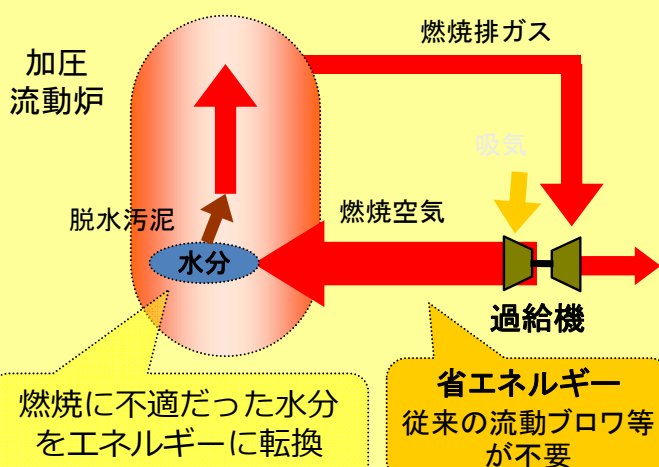 燃焼排ガス
加圧
流動炉
吸気
脱水汚泥
燃焼空気
水分
過給機
燃焼に不適だった水分
をエネルギーに転換
省エネルギー
従来の流動ブロワ等
が不要